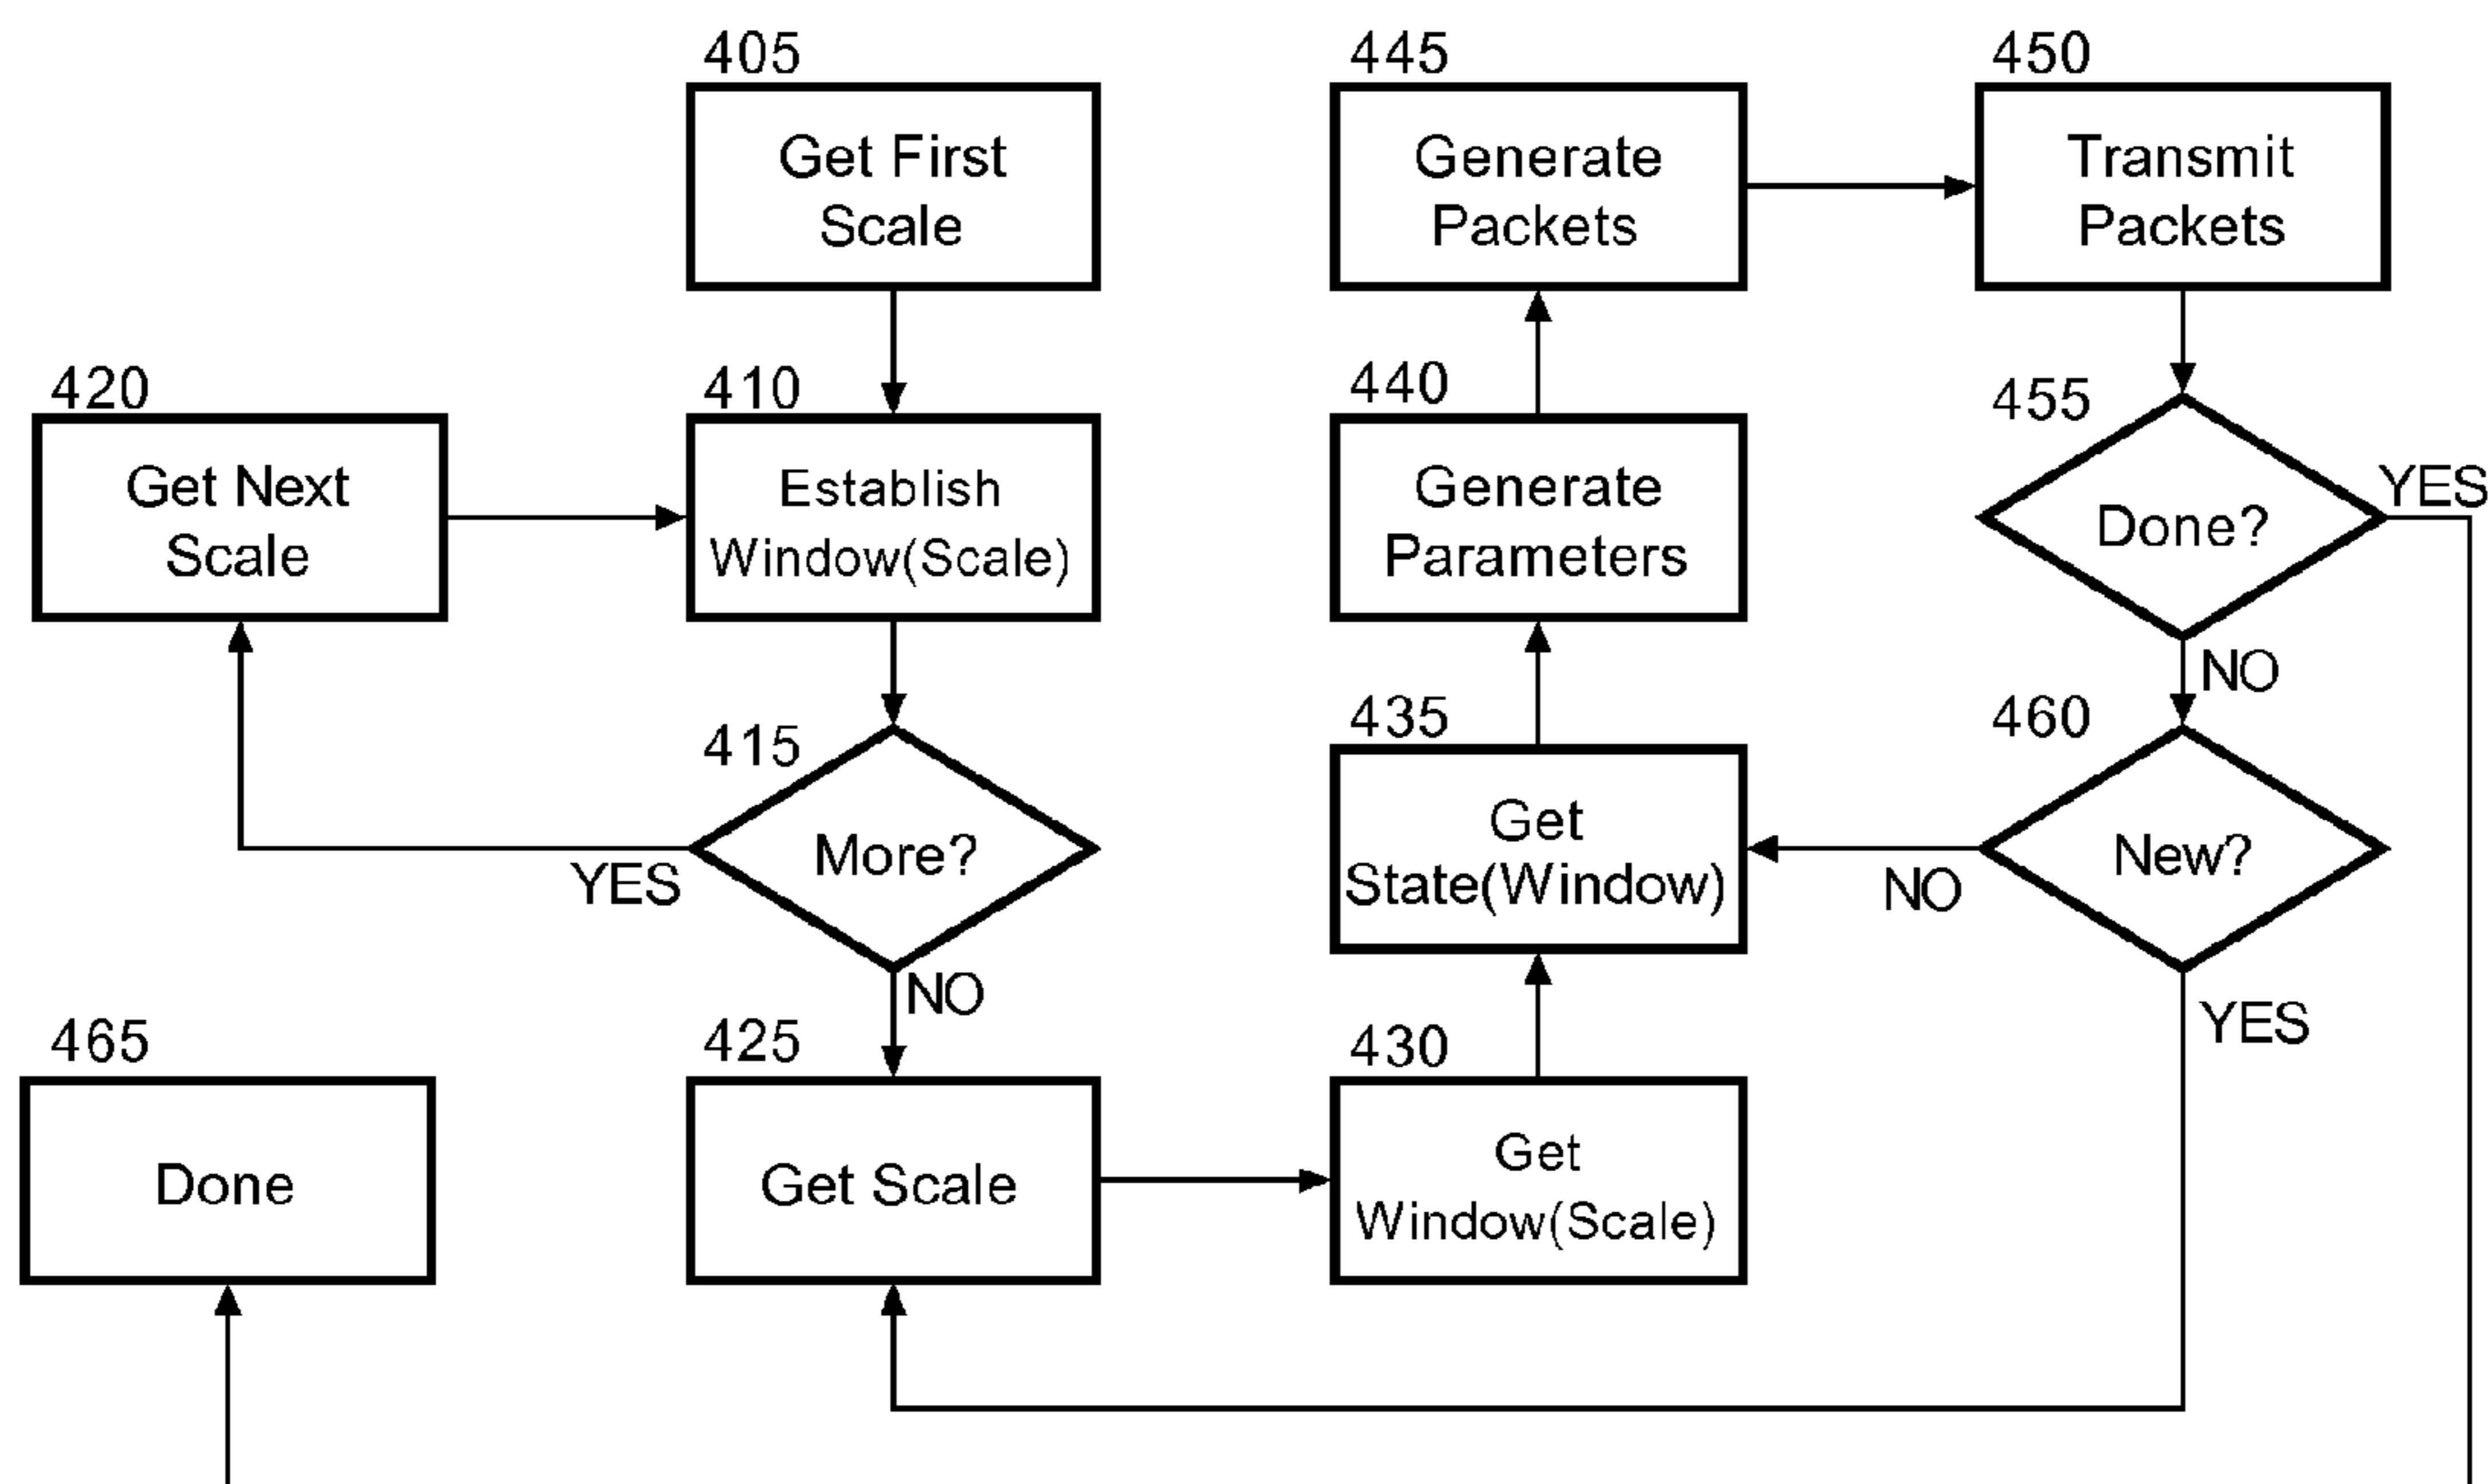 405
Get First
Scale
445
Generate
Packets
450
Transmit
Packets
420
Get Next
Scale
410
Establish
Window(Scale)
440
Generate
Parameters
455
Done?
YES
NO
415
More?
YES
NO
435
Get
State(Window)
460
New?
NO
YES
465
Done
425
Get Scale
430
Get
Window(Scale)